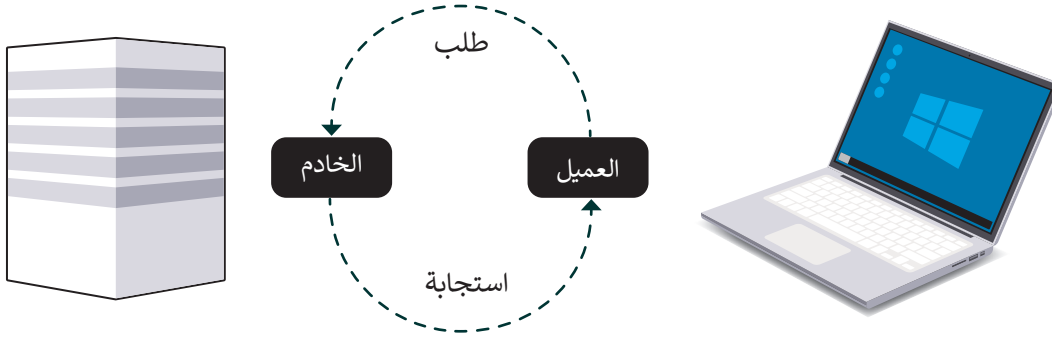 طلب
العميل
الخادم
استجابة